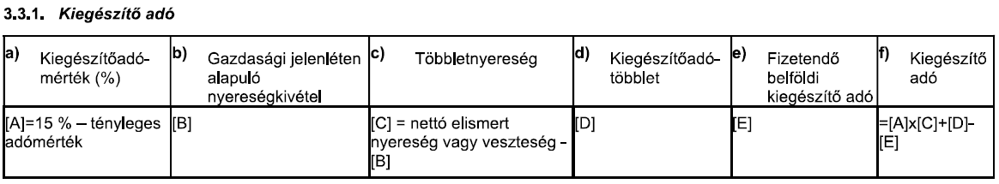 3.3.1. Kiegészítő adó
a) Kiegészítőadó-
mérték (%)
b) Gazdasági jelenléten
alapuló
nyereségkivétel
c) Többletnyereség
d) Kiegészítőadó-
többlet
e) Fizetendő
belföldi
kiegészítő adó
f) Kiegészítő
adó
[A]=15 % – tényleges
adómérték
[B]
[C] = nettó elismert
nyereség vagy veszteség -
[B]
[D]
[E]
=[A]x[C]+[D]-
[E]